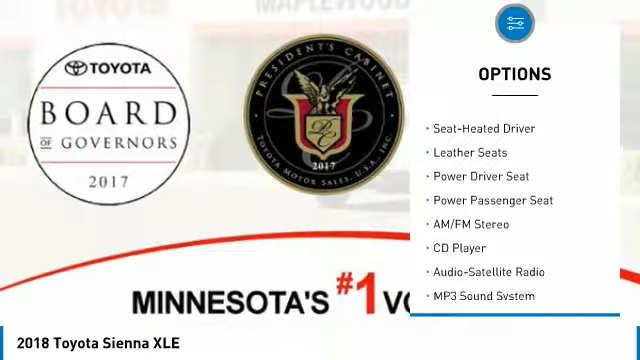 TOYOTA
MAPLEWOOD
TOYOTA
BOARD
OF GOVERNORS
2017
PRESIDENT'S CABINET
PC
2017
TOYOTA MOTOR SALES, U.S.A., INC.
OPTIONS
Seat-Heated Driver
Leather Seats
Power Driver Seat
Power Passenger Seat
AM/FM Stereo
CD Player
Audio-Satellite Radio
MP3 Sound System
MINNESOTA'S #1 VO
2018 Toyota Sienna XLE